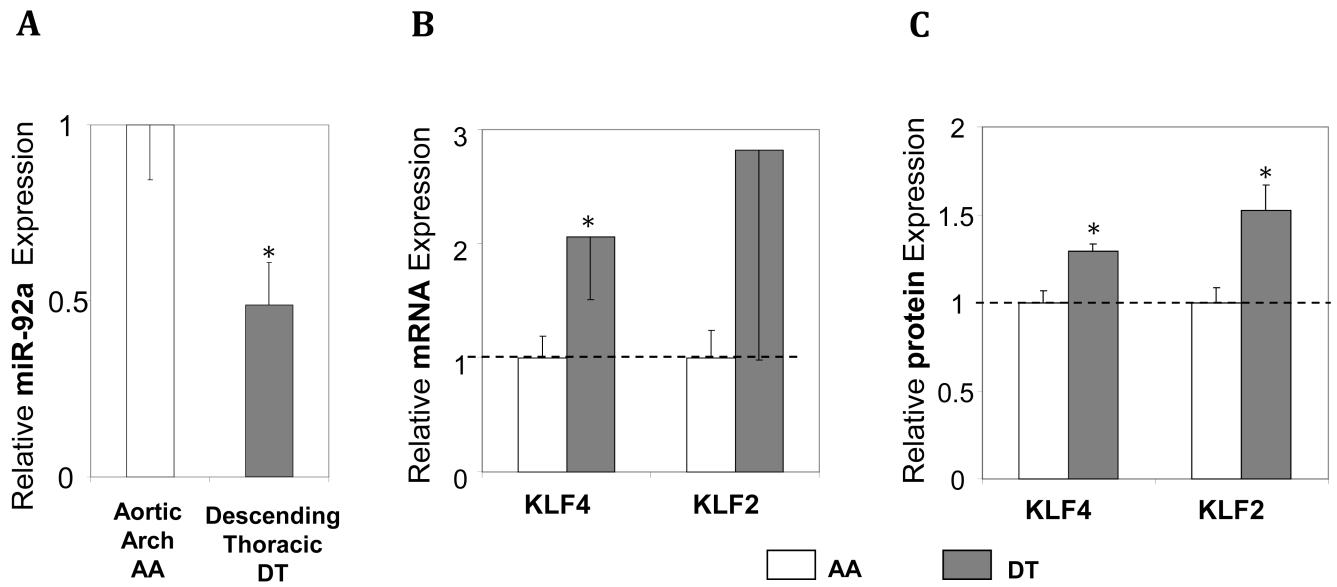 A
B
C
Relative miR-92a Expression
1
0.5
0
*
Aortic
Arch
AA
Descending
Thoracic
DT
Relative mRNA Expression
3
2
1
0
*
KLF4
KLF2
Relative protein Expression
2
1.5
1
0.5
0
*
*
KLF4
KLF2
AA
DT